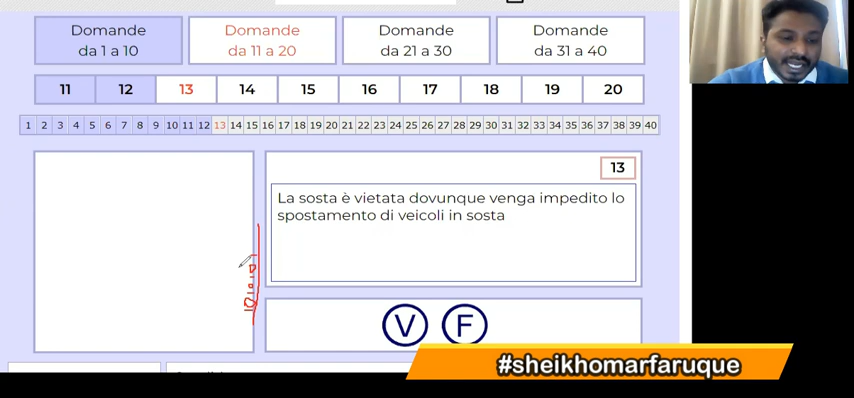 Domande
da 1 a 10
Domande
da 11 a 20
Domande
da 21 a 30
Domande
da 31 a 40
11 12 13 14 15 16 17 18 19 20
1 2 3 4 5 6 7 8 9 10 11 12 13 14 15 16 17 18 19 20 21 22 23 24 25 26 27 28 29 30 31 32 33 34 35 36 37 38 39 40
13
La sosta è vietata dovunque venga impedito lo
spostamento di veicoli in sosta
V F
#sheikhomarfaruque